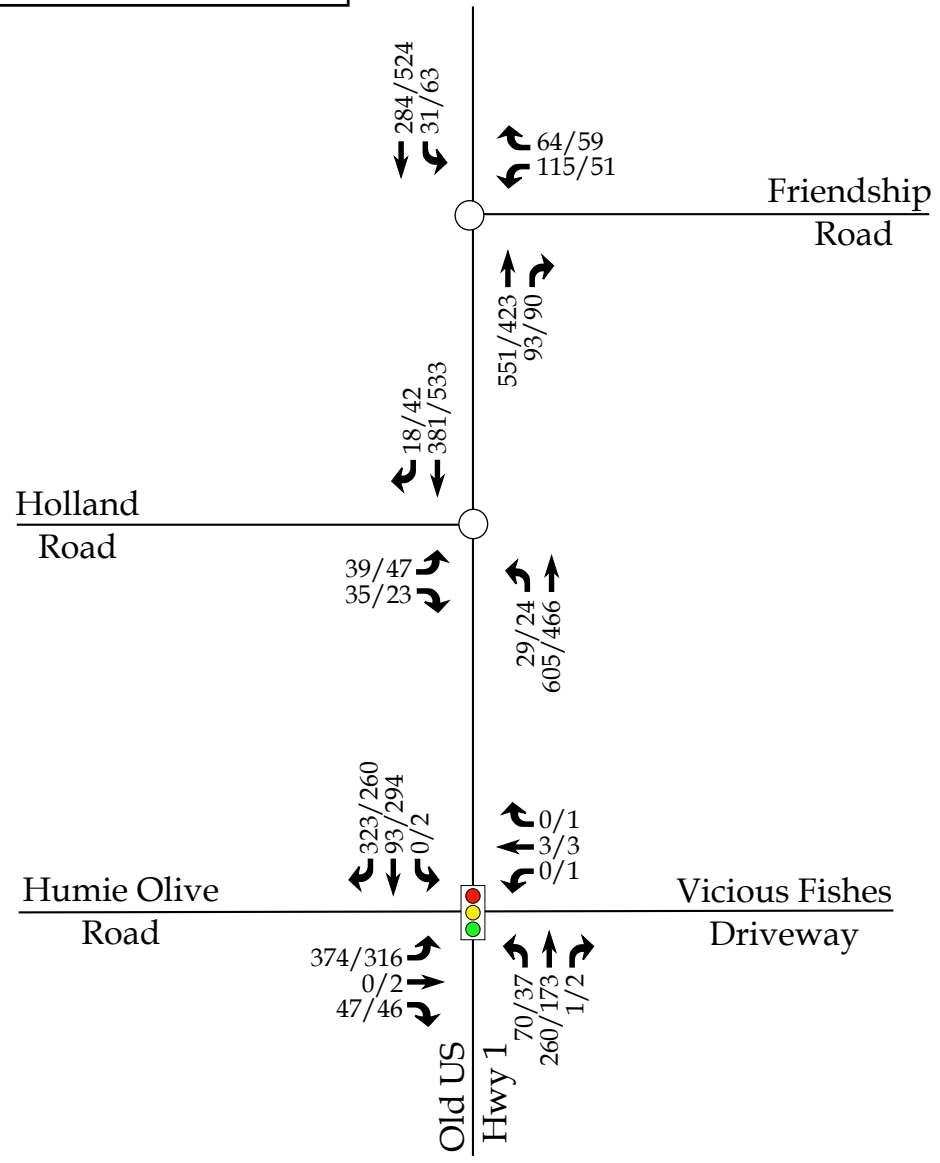 284/524
31/63
64/59
115/51
Friendship
Road
551/423
93/90
18/42
381/533
Holland
Road
39/47
35/23
29/24
605/466
323/260
93/294
0/2
0/1
3/3
0/1
Humie Olive
Road
Vicious Fishes
Driveway
374/316
0/2
47/46
70/37
260/173
1/2
Old US
Hwy 1